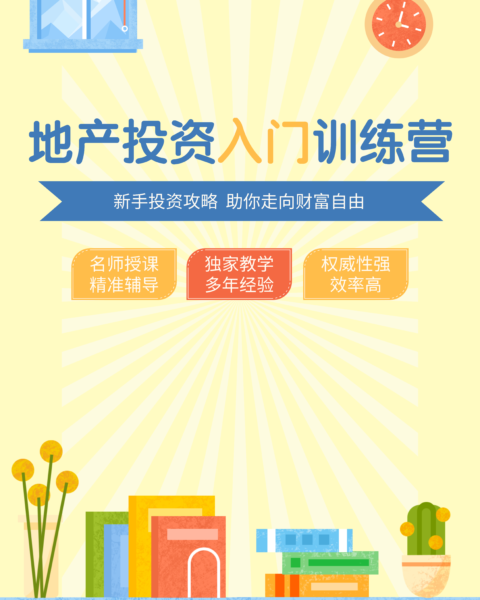 地产投资入门训练营
新手投资攻略 助你走向财富自由
名师授课
精准辅导
独家教学
多年经验
权威性强
效率高